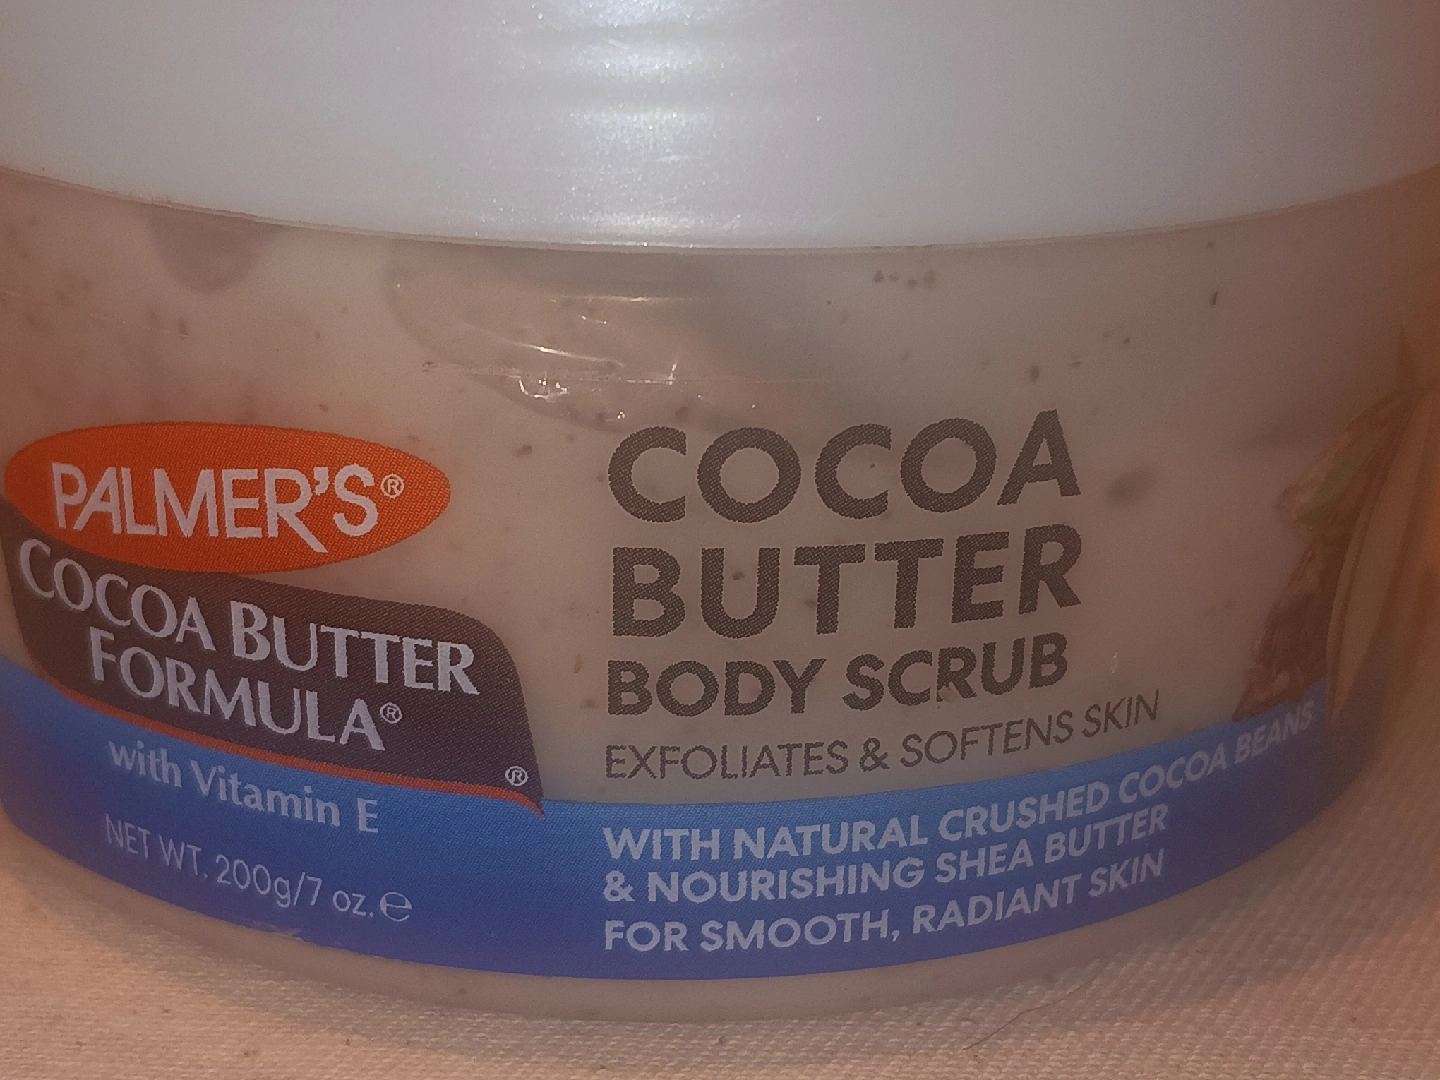 PALMER'S®
COCOA BUTTER
FORMULA®
®
with Vitamin E
NET WT. 200g/7 oz. ℮
COCOA
BUTTER
BODY SCRUB
EXFOLIATES & SOFTENS SKIN
WITH NATURAL CRUSHED COCOA BEANS
& NOURISHING SHEA BUTTER
FOR SMOOTH, RADIANT SKIN